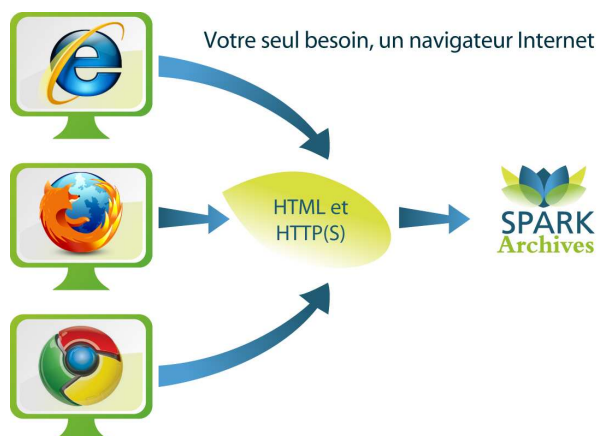 Votre seul besoin, un navigateur Internet
HTML et
HTTP(S)
SPARK
Archives